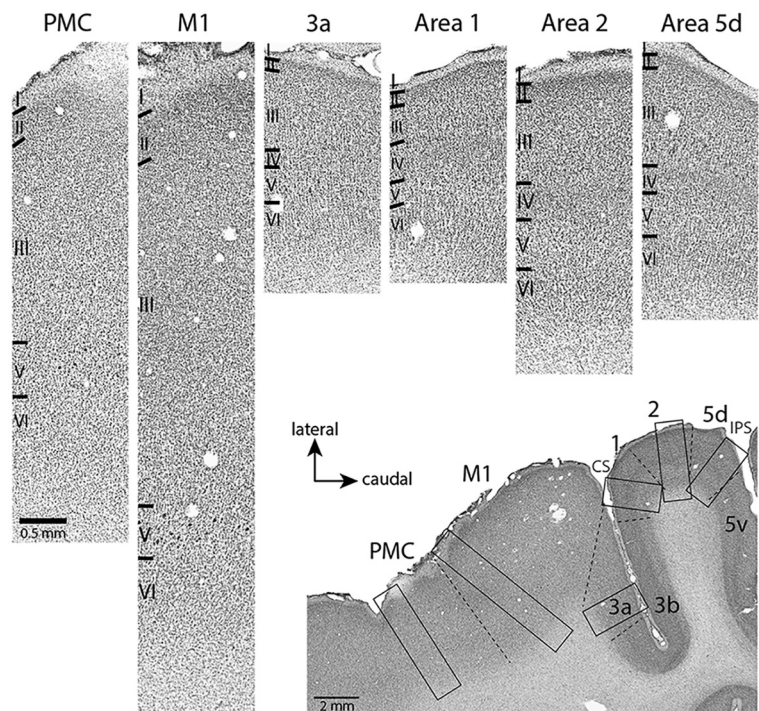 PMC
M1
3a
Area 1
Area 2
Area 5d
I
II
III
V
VI
0.5 mm
I
II
III
V
VI
I
II
III
IV
V
VI
I
II
III
IV
V
VI
I
II
III
IV
V
VI
I
II
III
IV
V
VI
lateral
caudal
PMC
M1
CS
1
2
5d
IPS
5v
3a
3b
2 mm